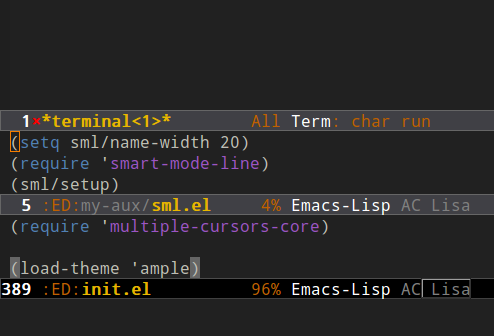 1×*terminal<1>* All Term: char run
(setq sml/name-width 20)
(require 'smart-mode-line)
(sml/setup)
5 :ED:my-aux/sml.el 4% Emacs-Lisp AC Lisa
(require 'multiple-cursors-core)
(load-theme 'ample)
389 :ED:init.el 96% Emacs-Lisp AC Lisa